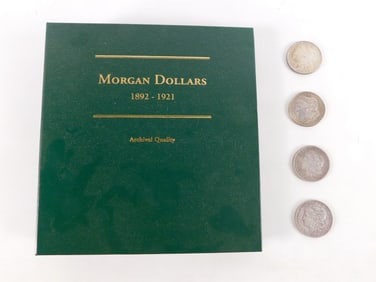 MORGAN DOLLARS
1892 - 1921
Archival Quality